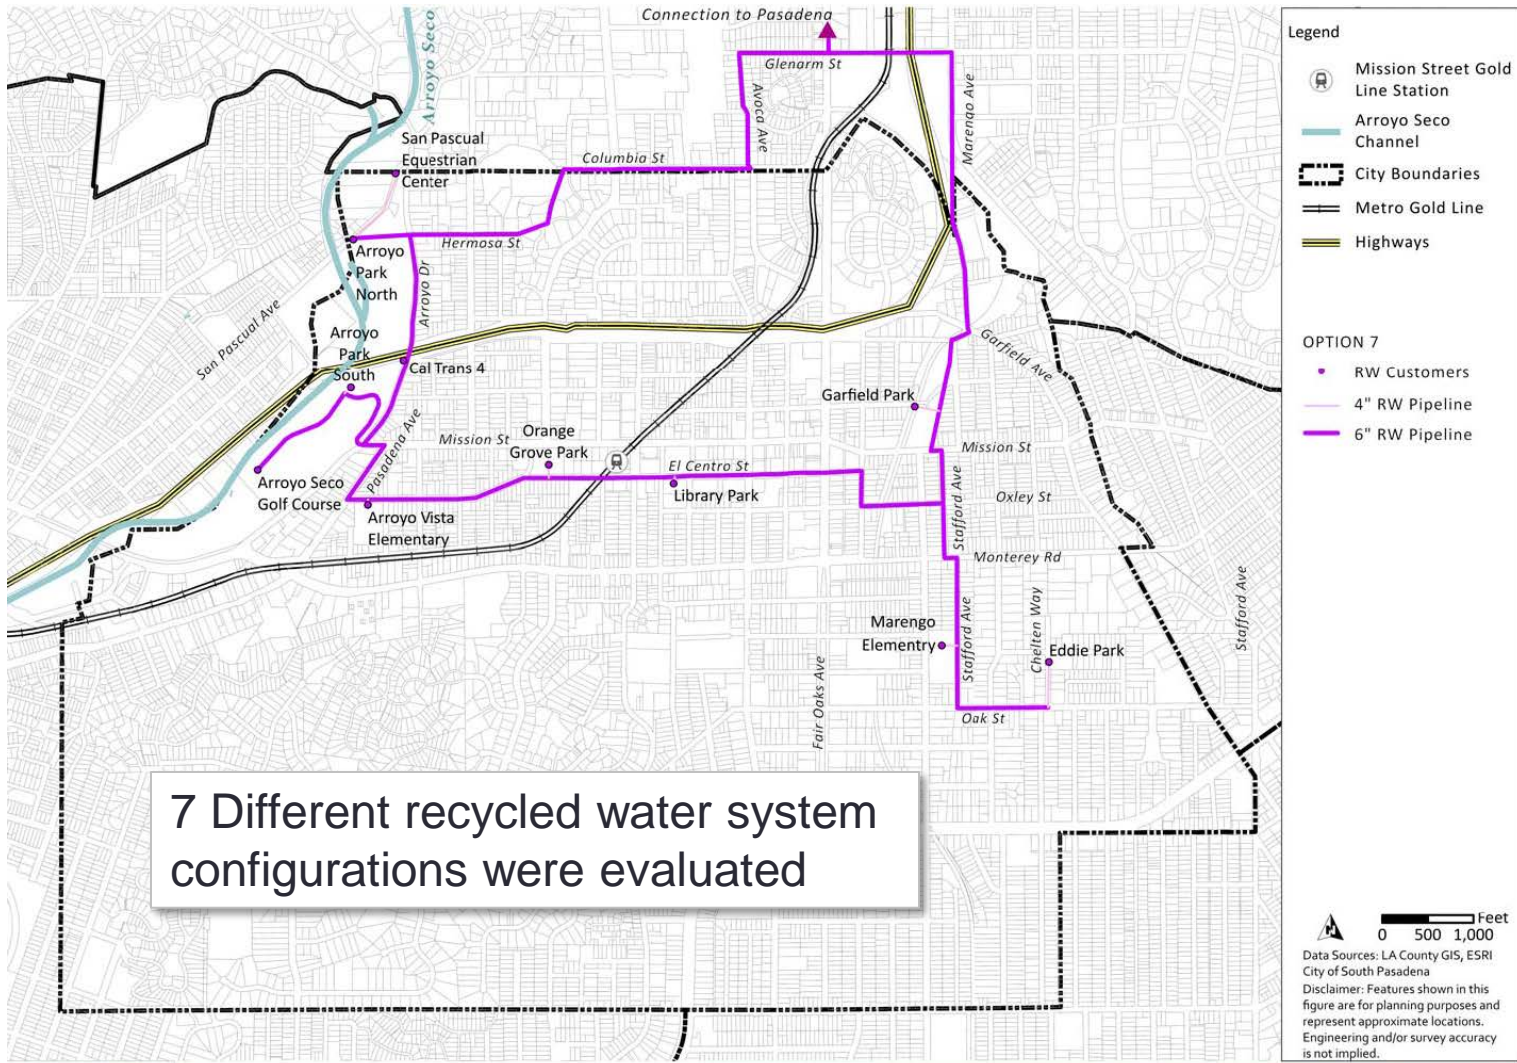 Connection to Pasadena
Glenarm St
Arroyo Seco
Avoca Ave
Marengo Ave
San Pascual
Equestrian
Center
Columbia St
Hermosa St
Arroyo
Park
North
Arroyo Dr
San Pascual Ave
Arroyo
Park
South
Cal Trans 4
Garfield Ave
Garfield Park
Pasadena Ave
Mission St
Orange
Grove Park
Mission St
El Centro St
Arroyo Seco
Golf Course
Library Park
Oxley St
Arroyo Vista
Elementary
Stafford Ave
Monterey Rd
Marengo
Elementry
Stafford Ave
Chelten Way
Eddie Park
Stafford Ave
Fair Oaks Ave
Oak St
7 Different recycled water system
configurations were evaluated
Legend
Mission Street Gold
Line Station
Arroyo Seco
Channel
City Boundaries
Metro Gold Line
Highways
OPTION 7
RW Customers
4" RW Pipeline
6" RW Pipeline
Feet
0 500 1,000
Data Sources: LA County GIS, ESRI
City of South Pasadena
Disclaimer: Features shown in this
figure are for planning purposes and
represent approximate locations.
Engineering and/or survey accuracy
is not implied.